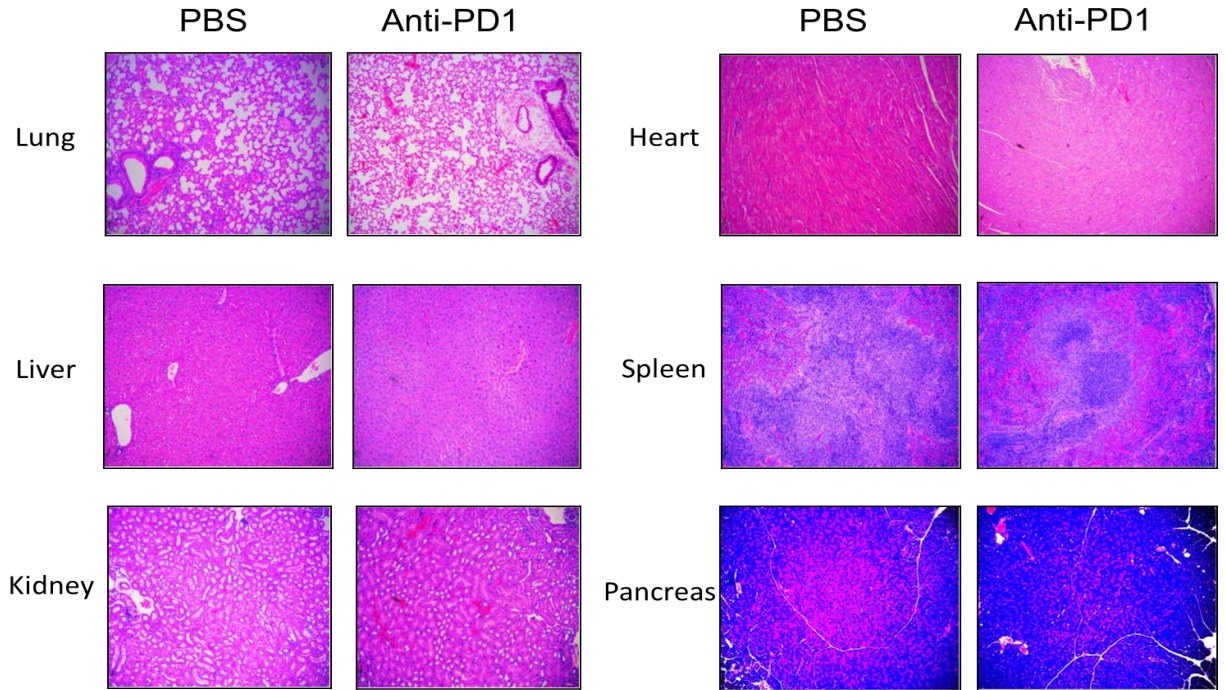 PBS Anti-PD1 PBS Anti-PD1
Lung Heart
Liver Spleen
Kidney Pancreas